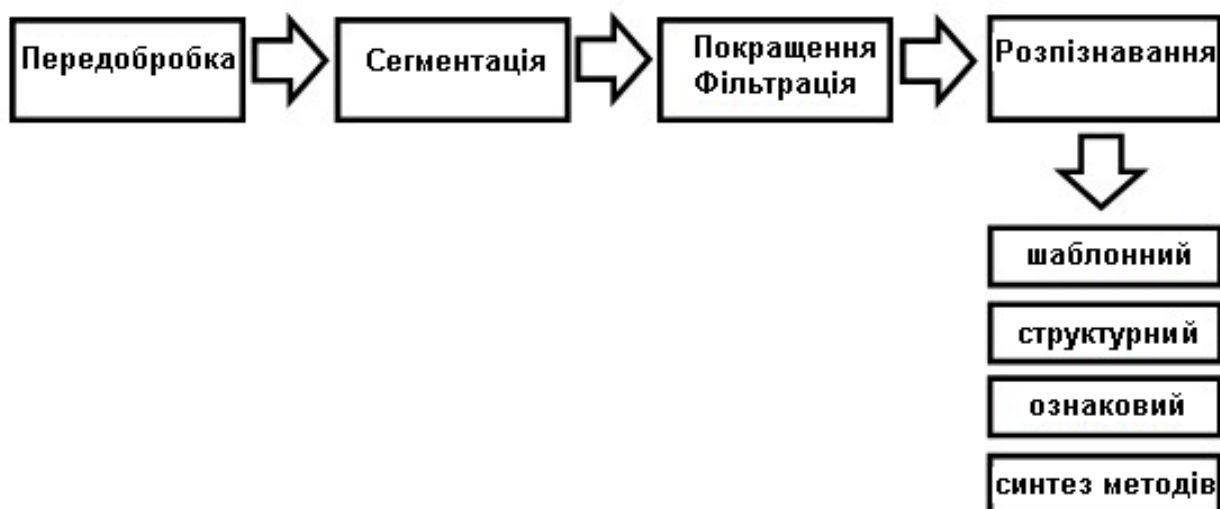 Передобробка
Сегментація
Покращення
Фільтрація
Розпізнавання
шаблонний
структурний
ознаковий
синтез методів